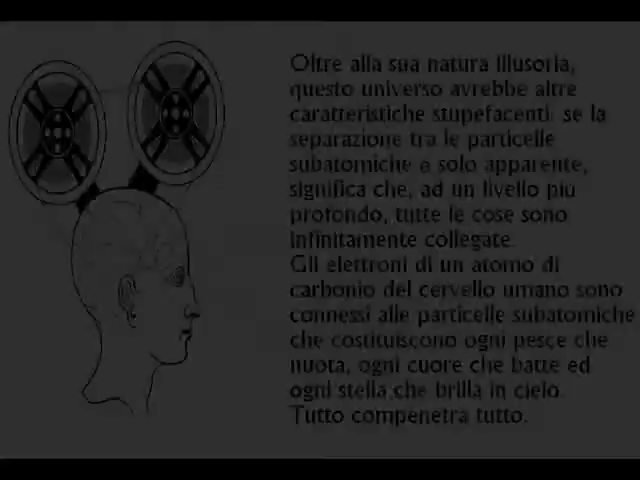 Oltre alla sua natura illusoria,
questo universo avrebbe altre
caratteristiche stupefacenti: se la
separazione tra le particelle
subatomiche è solo apparente,
significa che, ad un livello più
profondo, tutte le cose sono
infinitamente collegate.
Gli elettroni di un atomo di
carbonio del cervello umano sono
connessi alle particelle subatomiche
che costituiscono ogni pesce che
nuota, ogni cuore che batte ed
ogni stella che brilla in cielo.
Tutto compenetra tutto.